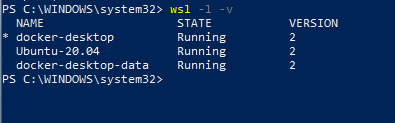 PS C:\WINDOWS\system32> wsl -l -v
  NAME                   STATE           VERSION
* docker-desktop         Running         2
  Ubuntu-20.04           Running         2
  docker-desktop-data    Running         2
PS C:\WINDOWS\system32>